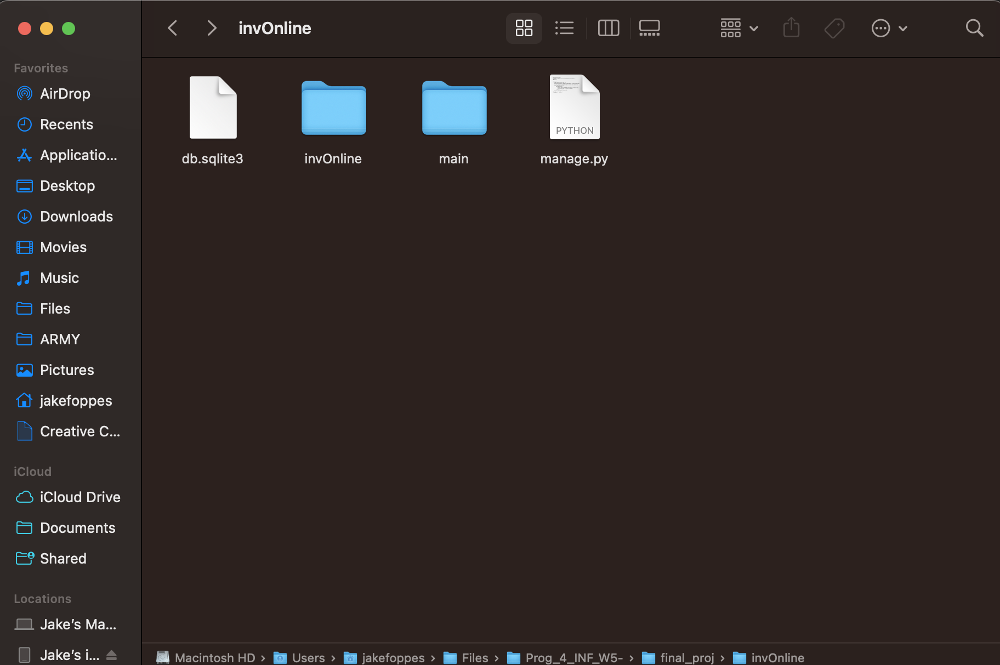 invOnline
Favorites
AirDrop
Recents
Applicatio...
Desktop
Downloads
Movies
Music
Files
ARMY
Pictures
jakefoppes
Creative C...
iCloud
iCloud Drive
Documents
Shared
Locations
Jake's Ma...
Jake's i...
PYTHON
db.sqlite3 invOnline main manage.py
Macintosh HD › Users › jakefoppes › Files › Prog_4_INF_W5- › final_proj › invOnline